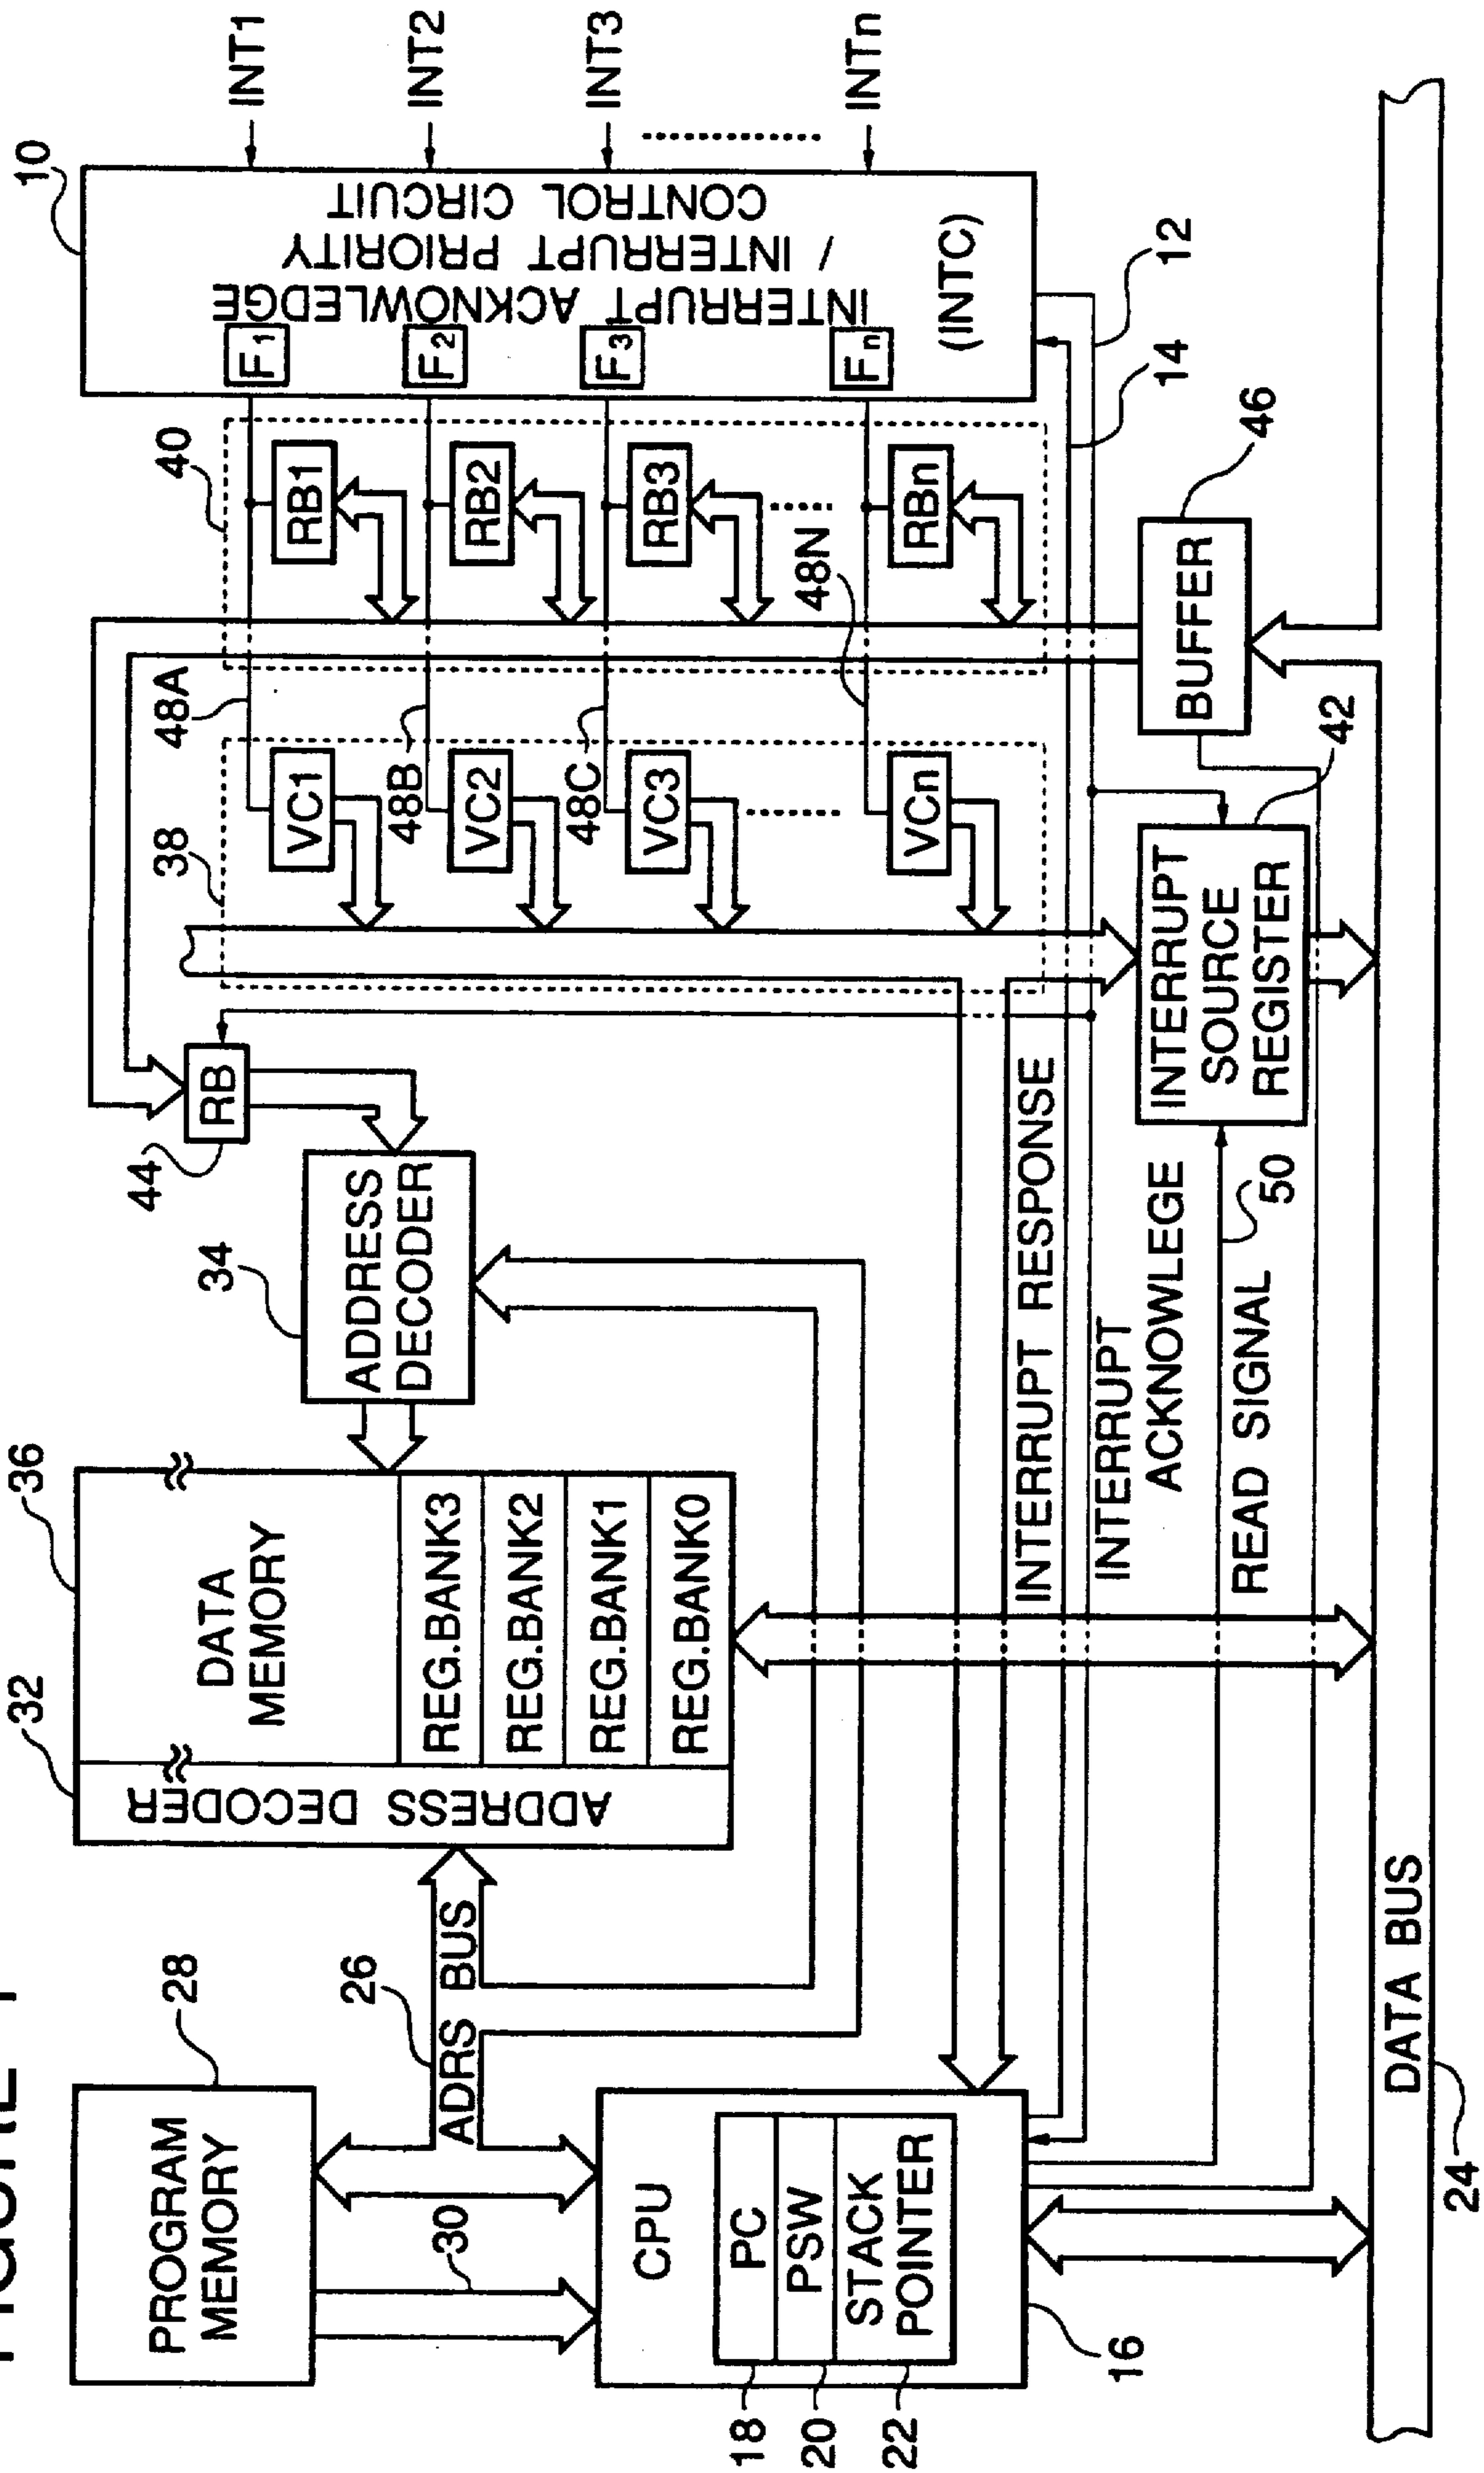 FIGURE 1
PROGRAM
MEMORY
28
30
26
ADRS BUS
32
36
ADDRESS DECODER
DATA
MEMORY
REG.BANK3
REG.BANK2
REG.BANK1
REG.BANK0
34
ADDRESS
DECODER
44
RB
38
VC1
VC2
VC3
VCn
48A
48B
48C
48N
40
RB1
RB2
RB3
RBn
10
F1
F2
F3
Fn
INTERRUPT ACKNOWLEDGE
/ INTERRUPT PRIORITY
CONTROL CIRCUIT
(INTC)
INT1
INT2
INT3
INTn
CPU
PC
PSW
STACK
POINTER
18
20
22
16
INTERRUPT RESPONSE
INTERRUPT
ACKNOWLEGE
READ SIGNAL
50
INTERRUPT
SOURCE
REGISTER
42
BUFFER
46
14
12
DATA BUS
24